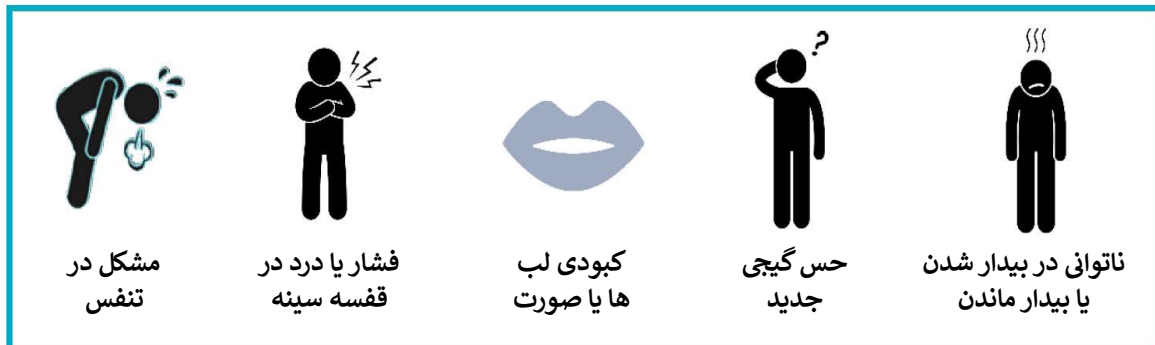 ناتوانی در بیدار شدن
یا بیدار ماندن
حس گیجی
جدید
کبودی لب
ها یا صورت
فشار یا درد در
قفسه سینه
مشکل در
تنفس
?